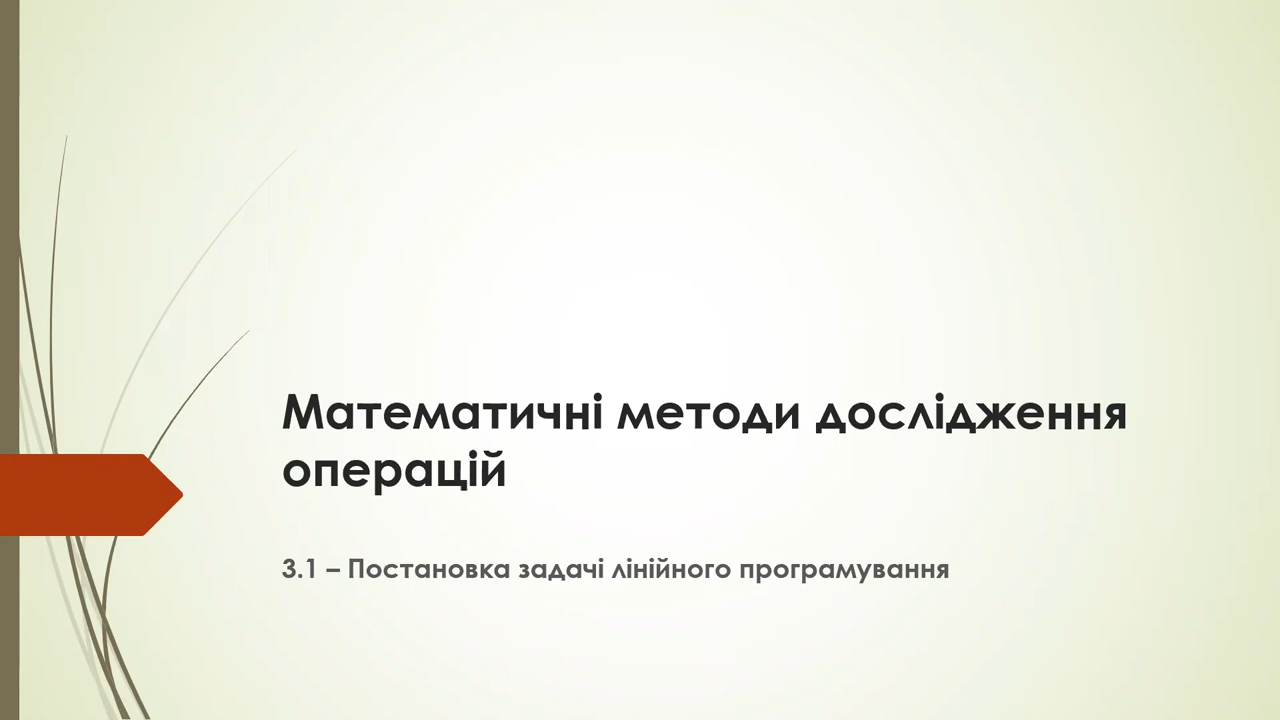 Математичні методи дослідження
операцій
3.1 – Постановка задачі лінійного програмування